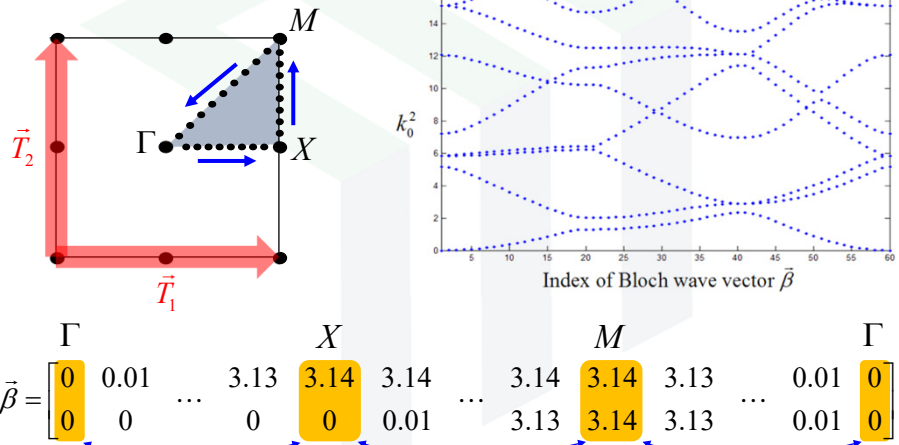 M
Γ
X
T⃗₂
T⃗₁
14
12
10
8
6
4
2
0
k₀²
5 10 15 20 25 30 35 40 45 50 55 60
Index of Bloch wave vector β⃗
Γ X M Γ
β⃗ = [ 0 0.01 ⋯ 3.13 3.14 3.14 ⋯ 3.14 3.14 3.13 ⋯ 0.01 0 ]
[ 0 0 ⋯ 0 0 0.01 ⋯ 3.13 3.14 3.13 ⋯ 0.01 0 ]